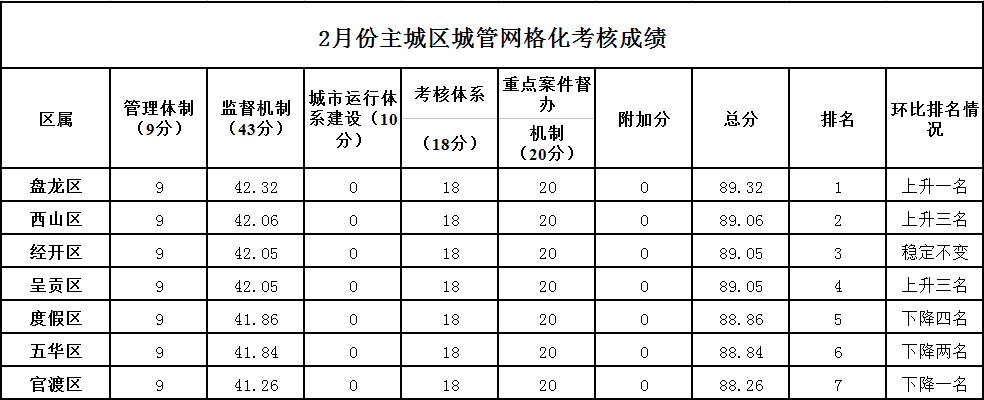 2月份主城区城管网格化考核成绩
区属 管理体制（9分） 监督机制（43分） 城市运行体系建设（10分） 考核体系（18分） 重点案件督办机制（20分） 附加分 总分 排名 环比排名情况
盘龙区 9 42.32 0 18 20 0 89.32 1 上升一名
西山区 9 42.06 0 18 20 0 89.06 2 上升三名
经开区 9 42.05 0 18 20 0 89.05 3 稳定不变
呈贡区 9 42.05 0 18 20 0 89.05 4 上升三名
度假区 9 41.86 0 18 20 0 88.86 5 下降四名
五华区 9 41.84 0 18 20 0 88.84 6 下降两名
官渡区 9 41.26 0 18 20 0 88.26 7 下降一名